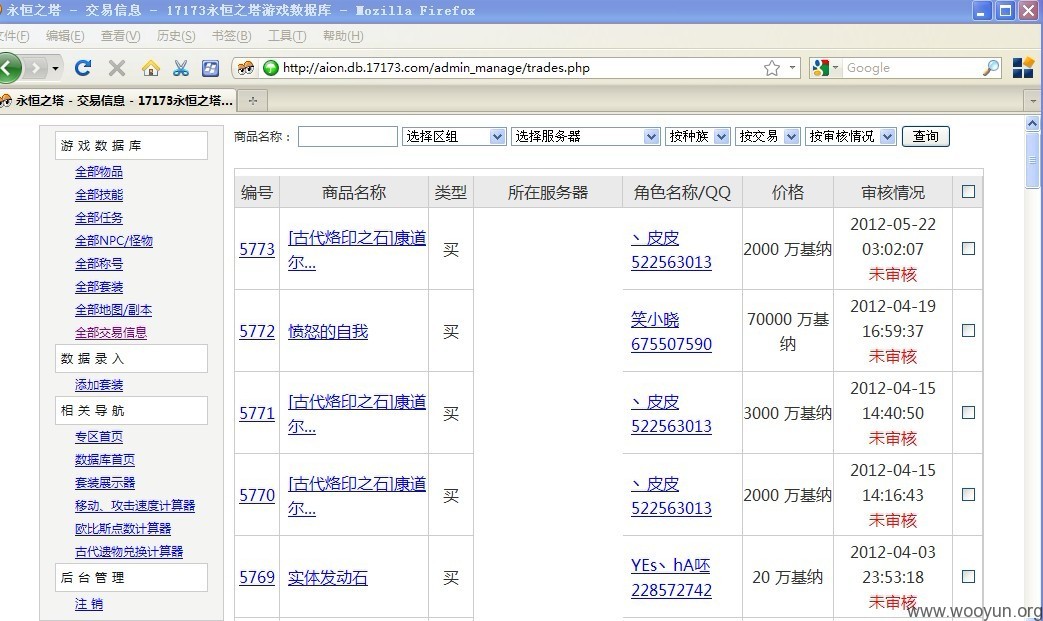 永恒之塔 - 交易信息 - 17173永恒之塔游戏数据库 - Mozilla Firefox
文件(F) 编辑(E) 查看(V) 历史(S) 书签(B) 工具(T) 帮助(H)
http://aion.db.17173.com/admin_manage/trades.php
Google
永恒之塔 - 交易信息 - 17173永恒之塔...
游 戏 数 据 库
全部物品
全部技能
全部任务
全部NPC/怪物
全部称号
全部套装
全部地图/副本
全部交易信息
数 据 录 入
添加套装
相 关 导 航
专区首页
数据库首页
套装展示器
移动、攻击速度计算器
欧比斯点数计算器
古代遗物兑换计算器
后 台 管 理
注 销
商品名称： 选择区组 选择服务器 按种族 按交易 按审核情况 查询
编号 商品名称 类型 所在服务器 角色名称/QQ 价格 审核情况
5773 [古代烙印之石]康道尔... 买 丶皮皮 522563013 2000 万基纳 2012-05-22 03:02:07 未审核
5772 愤怒的自我 买 笑小晓 675507590 70000 万基纳 2012-04-19 16:59:37 未审核
5771 [古代烙印之石]康道尔... 买 丶皮皮 522563013 3000 万基纳 2012-04-15 14:40:50 未审核
5770 [古代烙印之石]康道尔... 买 丶皮皮 522563013 2000 万基纳 2012-04-15 14:16:43 未审核
5769 实体发动石 买 YEs丶hA呸 228572742 20 万基纳 2012-04-03 23:53:18 未审核
www.wooyun.org